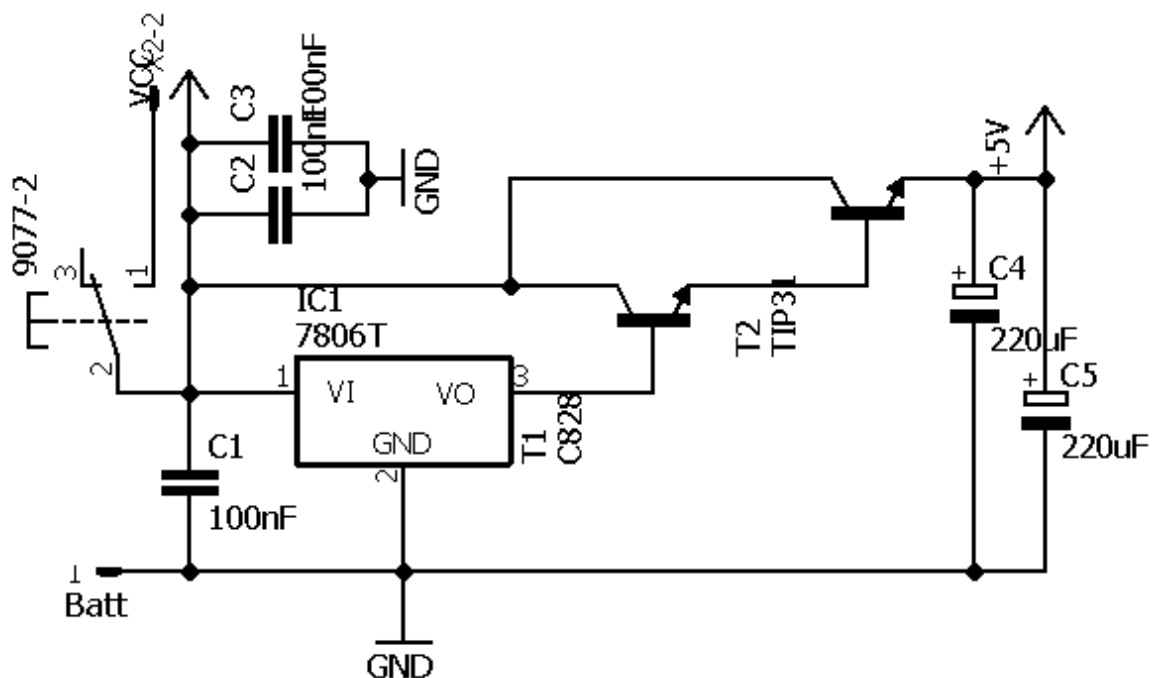 X2-2
VCC
C3
100nF
C2
100nF
GND
+5V
9077-2
3
1
2
IC1
7806T
1
VI
VO
3
GND
2
T1
C828
T2
TIP31
+
C4
220uF
+
C5
220uF
C1
100nF
1
Batt
GND